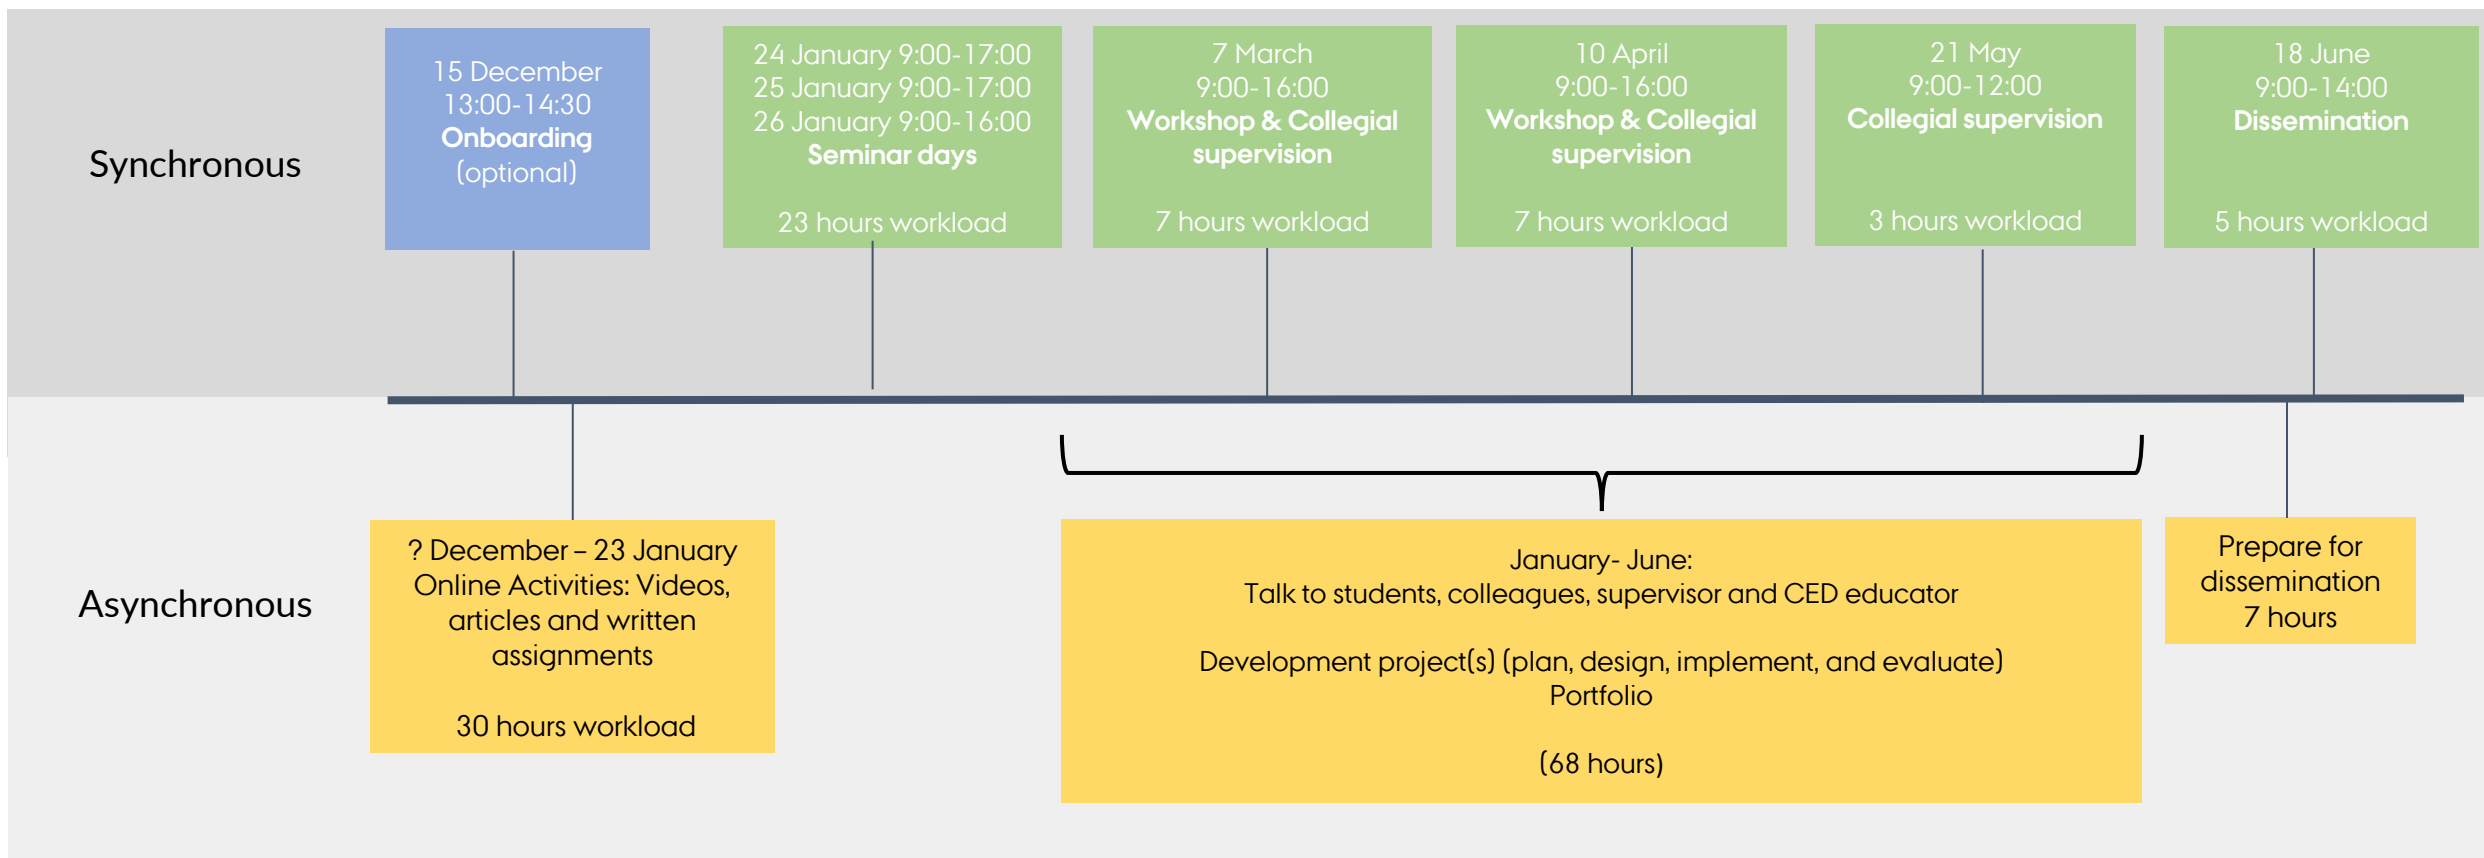 Synchronous
15 December
13:00-14:30
Onboarding
(optional)
24 January 9:00-17:00
25 January 9:00-17:00
26 January 9:00-16:00
Seminar days
23 hours workload
7 March
9:00-16:00
Workshop & Collegial
supervision
7 hours workload
10 April
9:00-16:00
Workshop & Collegial
supervision
7 hours workload
21 May
9:00-12:00
Collegial supervision
3 hours workload
18 June
9:00-14:00
Dissemination
5 hours workload
Asynchronous
? December – 23 January
Online Activities: Videos,
articles and written
assignments
30 hours workload
January- June:
Talk to students, colleagues, supervisor and CED educator
Development project(s) (plan, design, implement, and evaluate)
Portfolio
(68 hours)
Prepare for
dissemination
7 hours